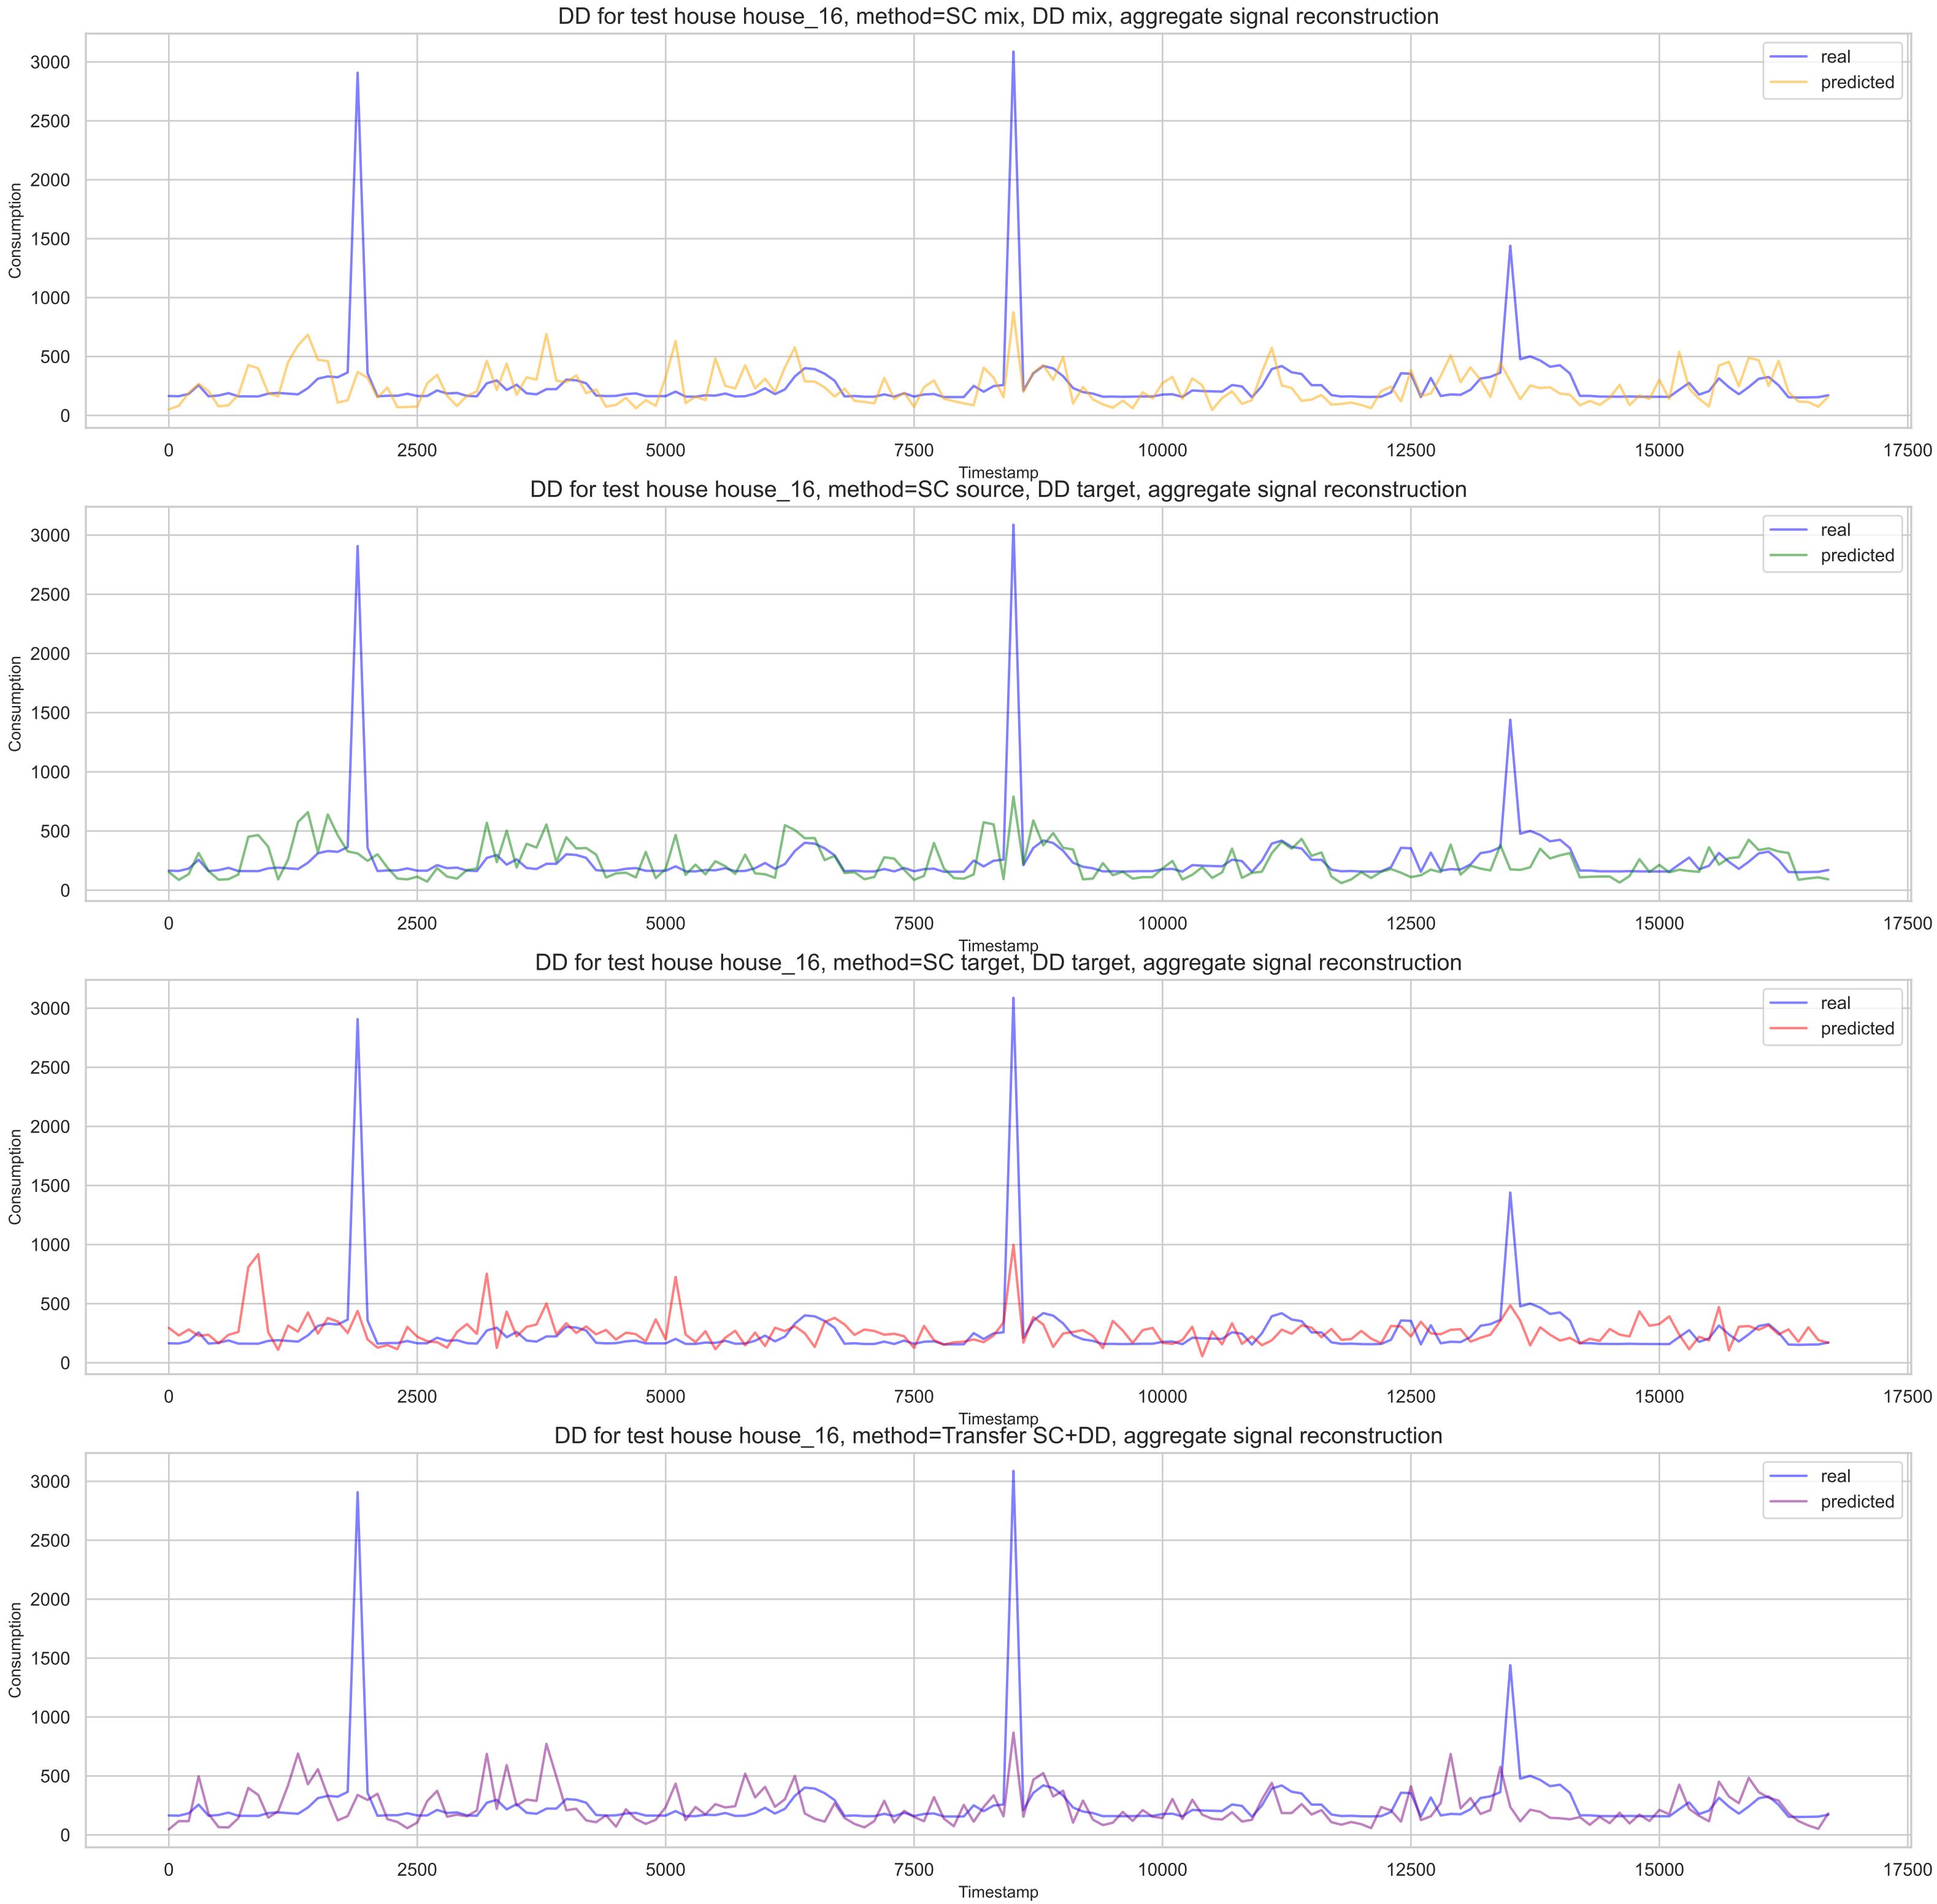 DD for test house house_16, method=SC mix, DD mix, aggregate signal reconstruction
real
predicted
3000
2500
2000
1500
1000
500
0
Consumption
0 2500 5000 7500 10000 12500 15000 17500
Timestamp
DD for test house house_16, method=SC source, DD target, aggregate signal reconstruction
real
predicted
3000
2500
2000
1500
1000
500
0
Consumption
0 2500 5000 7500 10000 12500 15000 17500
Timestamp
DD for test house house_16, method=SC target, DD target, aggregate signal reconstruction
real
predicted
3000
2500
2000
1500
1000
500
0
Consumption
0 2500 5000 7500 10000 12500 15000 17500
Timestamp
DD for test house house_16, method=Transfer SC+DD, aggregate signal reconstruction
real
predicted
3000
2500
2000
1500
1000
500
0
Consumption
0 2500 5000 7500 10000 12500 15000 17500
Timestamp